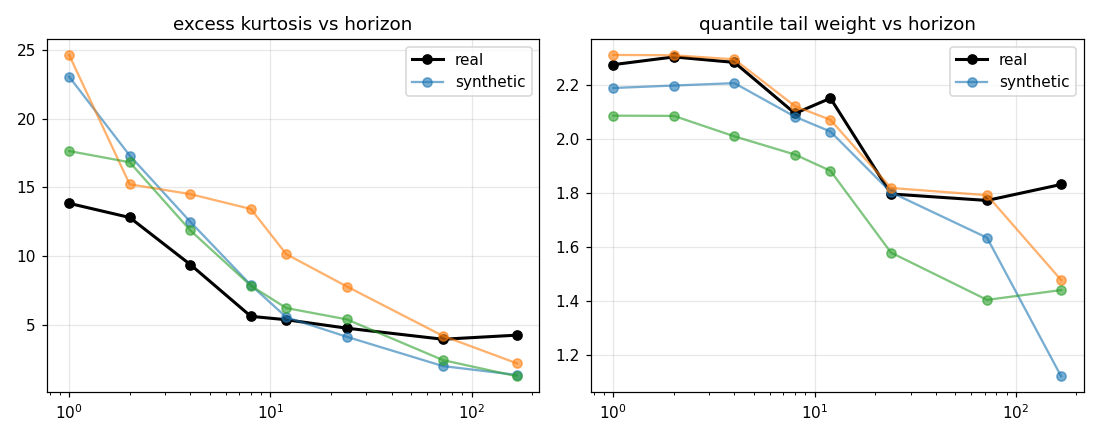 excess kurtosis vs horizon
25
20
15
10
5
10⁰
10¹
10²
real
synthetic
quantile tail weight vs horizon
2.2
2.0
1.8
1.6
1.4
1.2
10⁰
10¹
10²
real
synthetic